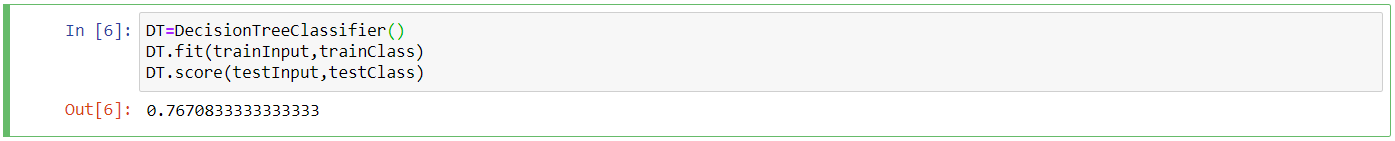 In [6]: DT=DecisionTreeClassifier()
DT.fit(trainInput,trainClass)
DT.score(testInput,testClass)
Out[6]: 0.7670833333333333